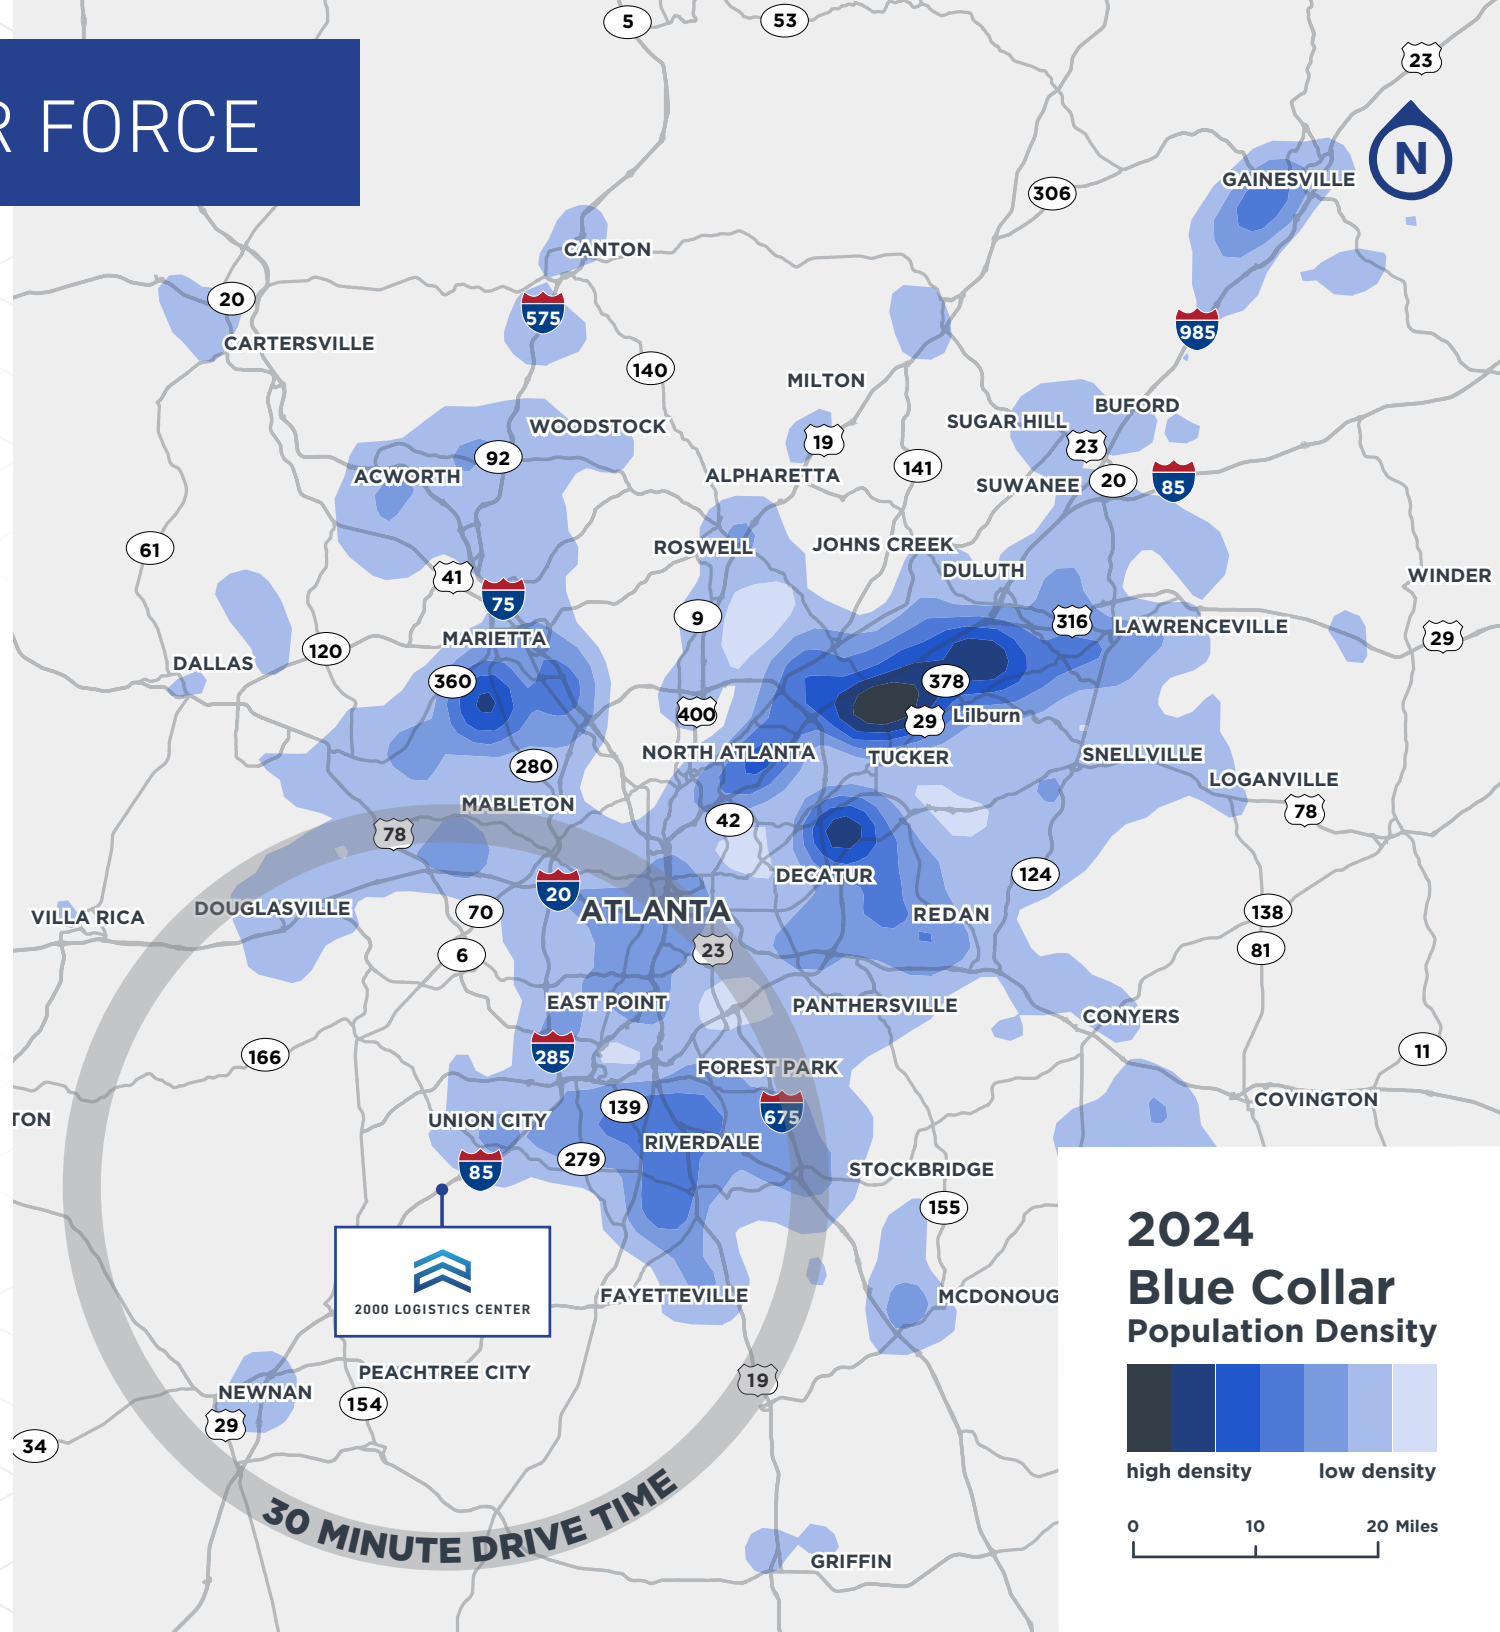 R FORCE
5
53
23
N
GAINESVILLE
306
CANTON
20
575
985
CARTERSVILLE
140
MILTON
BUFORD
SUGAR HILL
WOODSTOCK
19
23
92
141
ACWORTH
ALPHARETTA
SUWANEE
20
85
61
ROSWELL
JOHNS CREEK
DULUTH
41
75
WINDER
9
316
LAWRENCEVILLE
MARIETTA
29
120
DALLAS
360
378
400
29
Lilburn
NORTH ATLANTA
TUCKER
SNELLVILLE
280
LOGANVILLE
MABLETON
78
78
42
DECATUR
124
20
VILLA RICA
DOUGLASVILLE
70
ATLANTA
REDAN
138
6
23
81
EAST POINT
PANTHERSVILLE
CONYERS
166
285
11
FOREST PARK
TON
139
675
COVINGTON
UNION CITY
RIVERDALE
279
85
STOCKBRIDGE
155
2000 LOGISTICS CENTER
FAYETTEVILLE
MCDONOUG
PEACHTREE CITY
19
NEWNAN
154
29
34
30 MINUTE DRIVE TIME
GRIFFIN
2024
Blue Collar
Population Density
high density low density
0 10 20 Miles